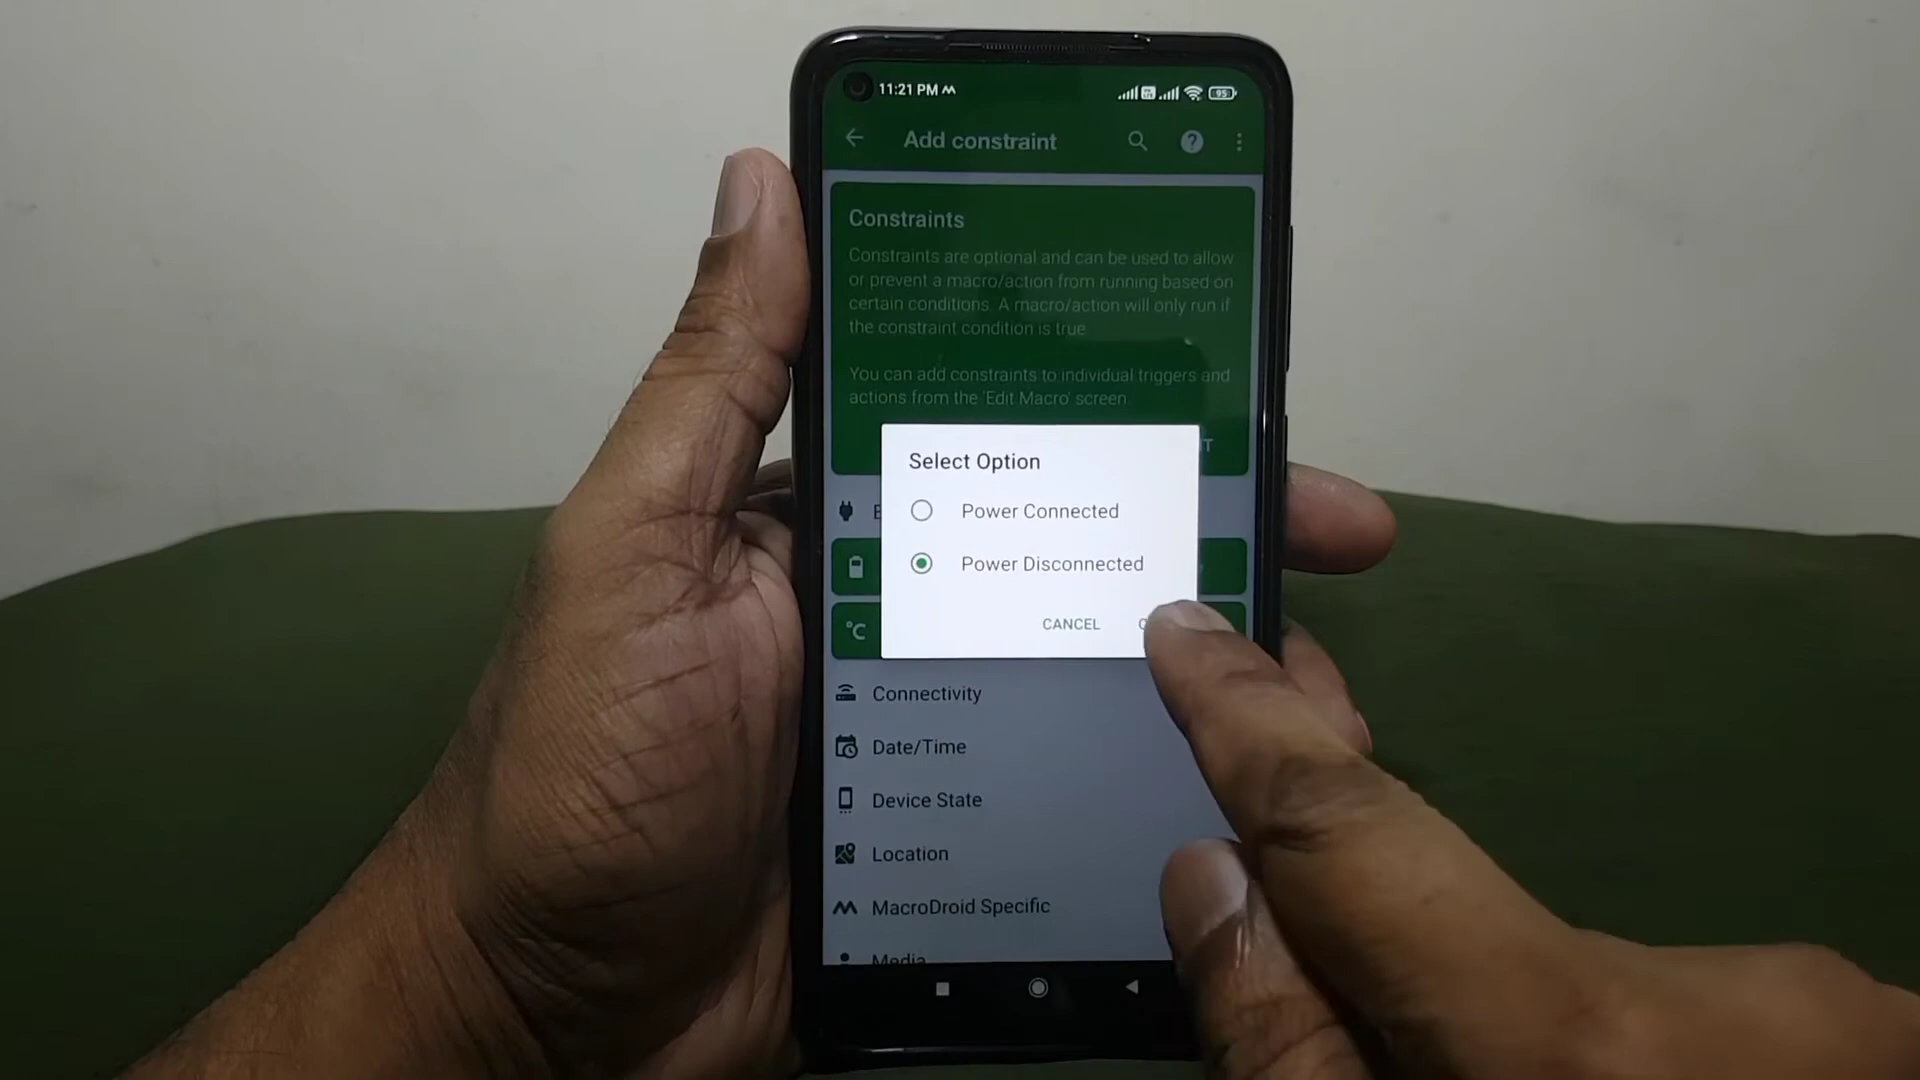 11:21 PM
95
Add constraint
Constraints
Constraints are optional and can be used to allow
or prevent a macro/action from running based on
certain conditions. A macro/action will only run if
the constraint condition is true.
You can add constraints to individual triggers and
actions from the 'Edit Macro' screen.
Select Option
Power Connected
Power Disconnected
CANCEL
°C
Connectivity
Date/Time
Device State
Location
MacroDroid Specific
Media